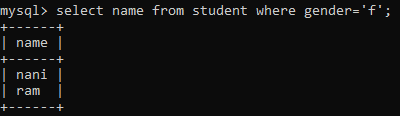 mysql> select name from student where gender='f';
+------+
| name |
+------+
| nani |
| ram  |
+------+